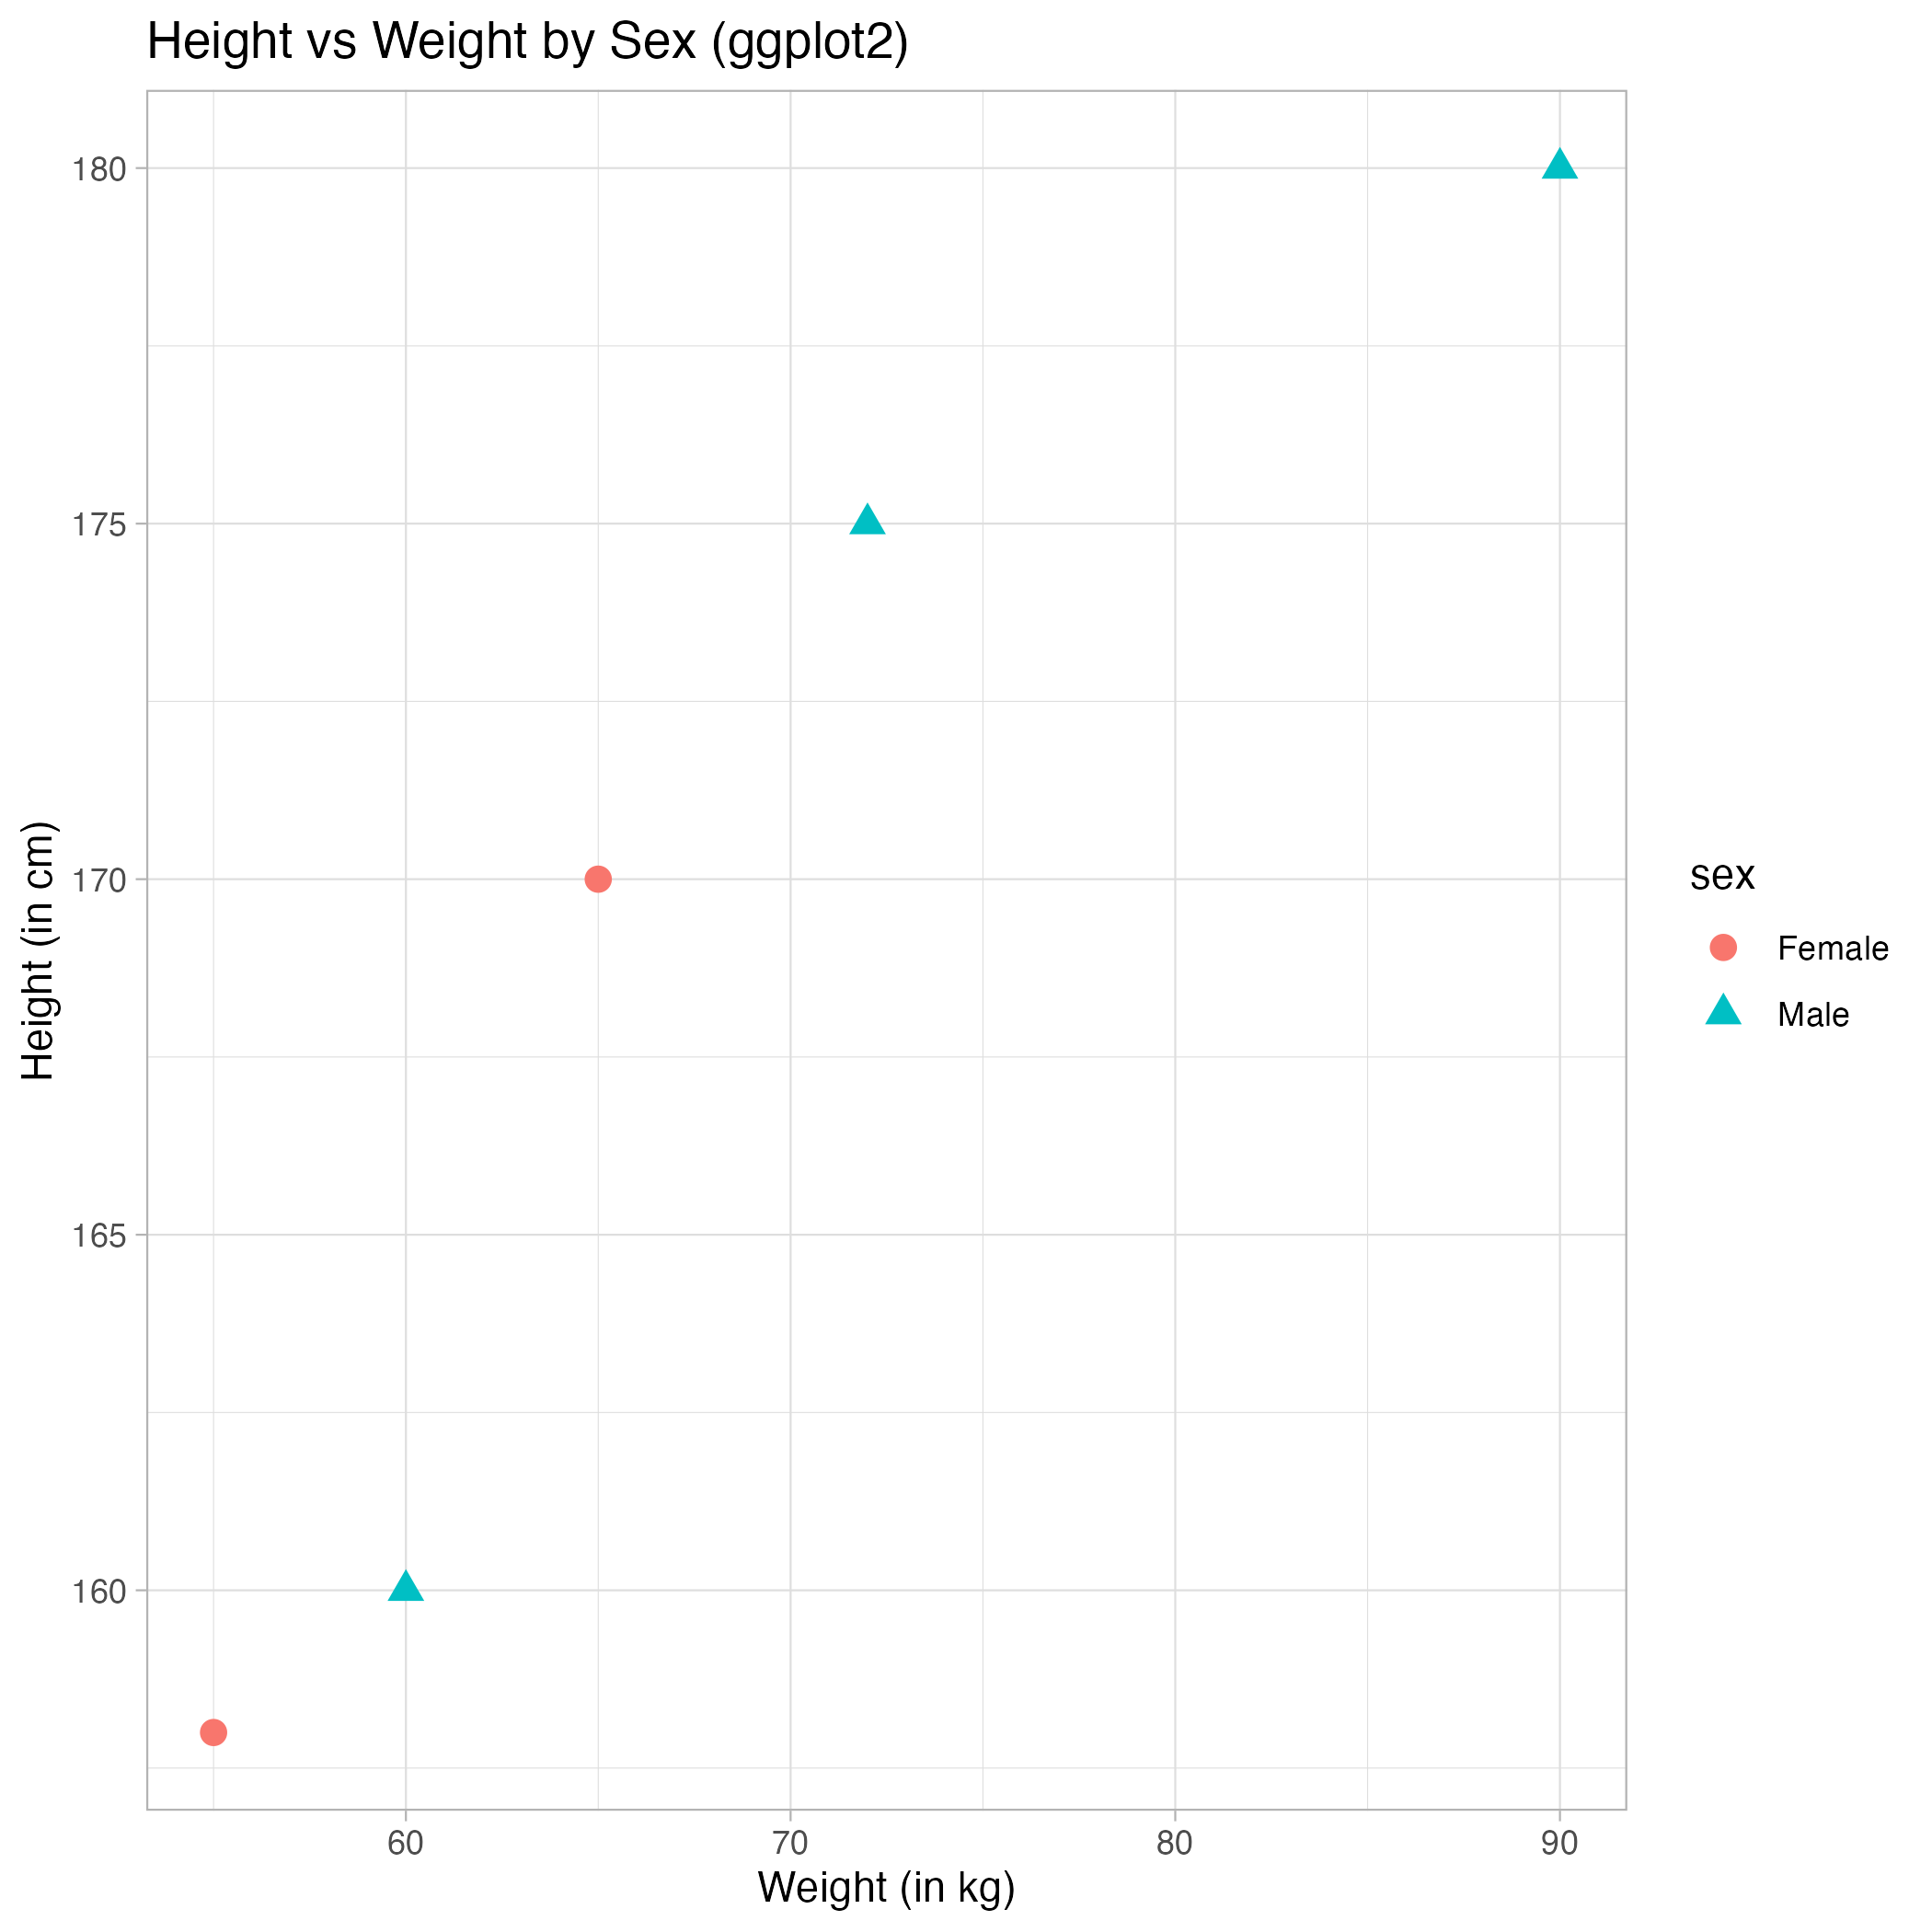 Height vs Weight by Sex (ggplot2)
Height (in cm)
180
175
170
165
160
60 70 80 90
Weight (in kg)
sex
Female
Male